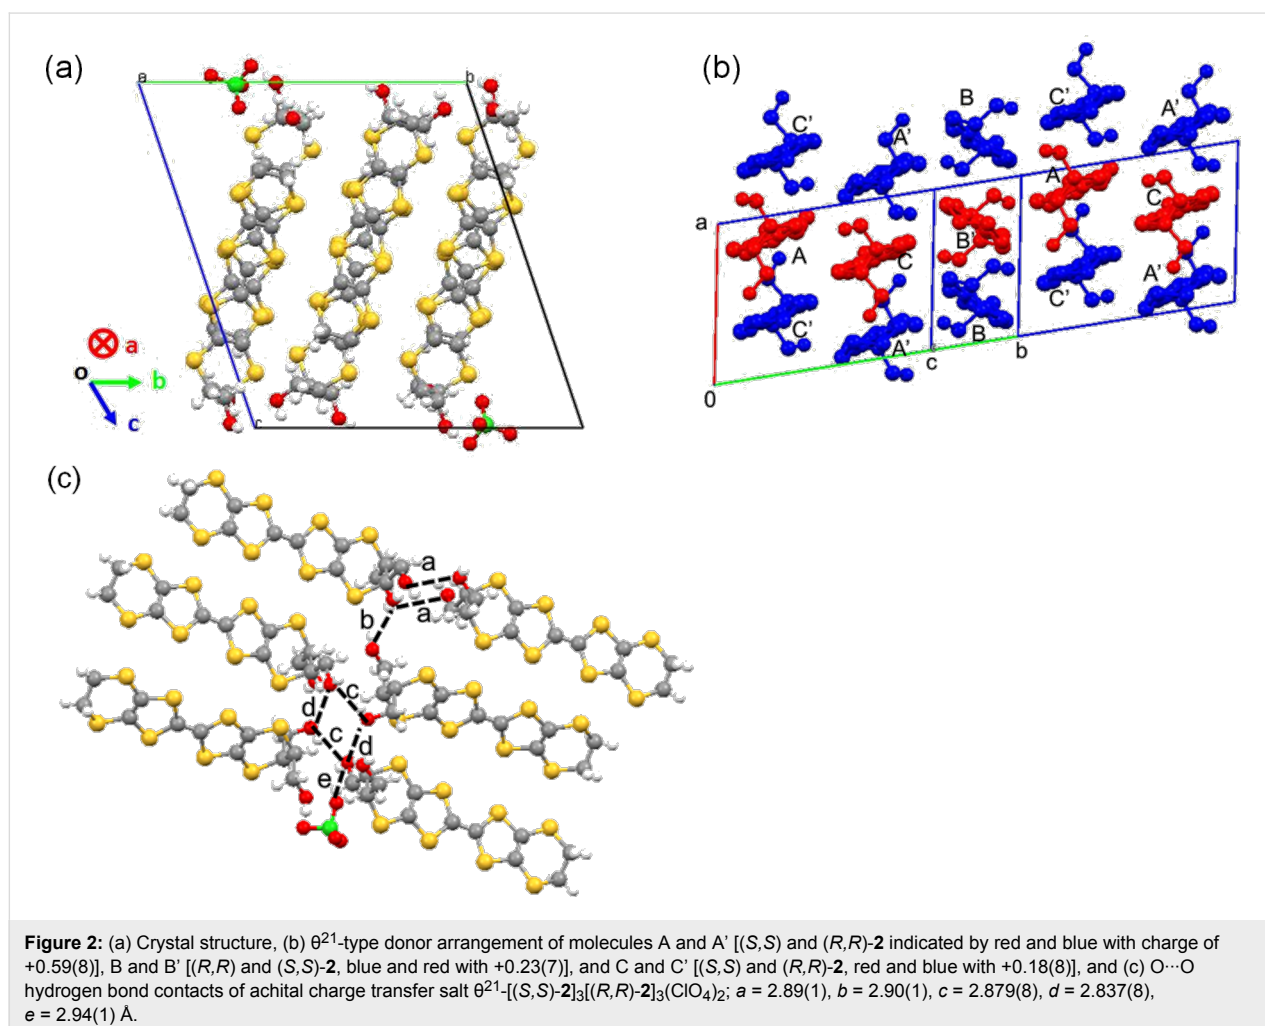 (a)
a
b
c
a
o
b
c
(b)
C'
A'
B
C'
A'
a
A
C
B'
A
C
C'
A'
B
C'
A'
0
c
b
(c)
a
a
b
c
d
c
d
e
Figure 2: (a) Crystal structure, (b) θ²¹-type donor arrangement of molecules A and A’ [(S,S) and (R,R)-2 indicated by red and blue with charge of
+0.59(8)], B and B’ [(R,R) and (S,S)-2, blue and red with +0.23(7)], and C and C’ [(S,S) and (R,R)-2, red and blue with +0.18(8)], and (c) O···O
hydrogen bond contacts of achital charge transfer salt θ²¹-[(S,S)-2]₃[(R,R)-2]₃(ClO₄)₂; a = 2.89(1), b = 2.90(1), c = 2.879(8), d = 2.837(8),
e = 2.94(1) Å.